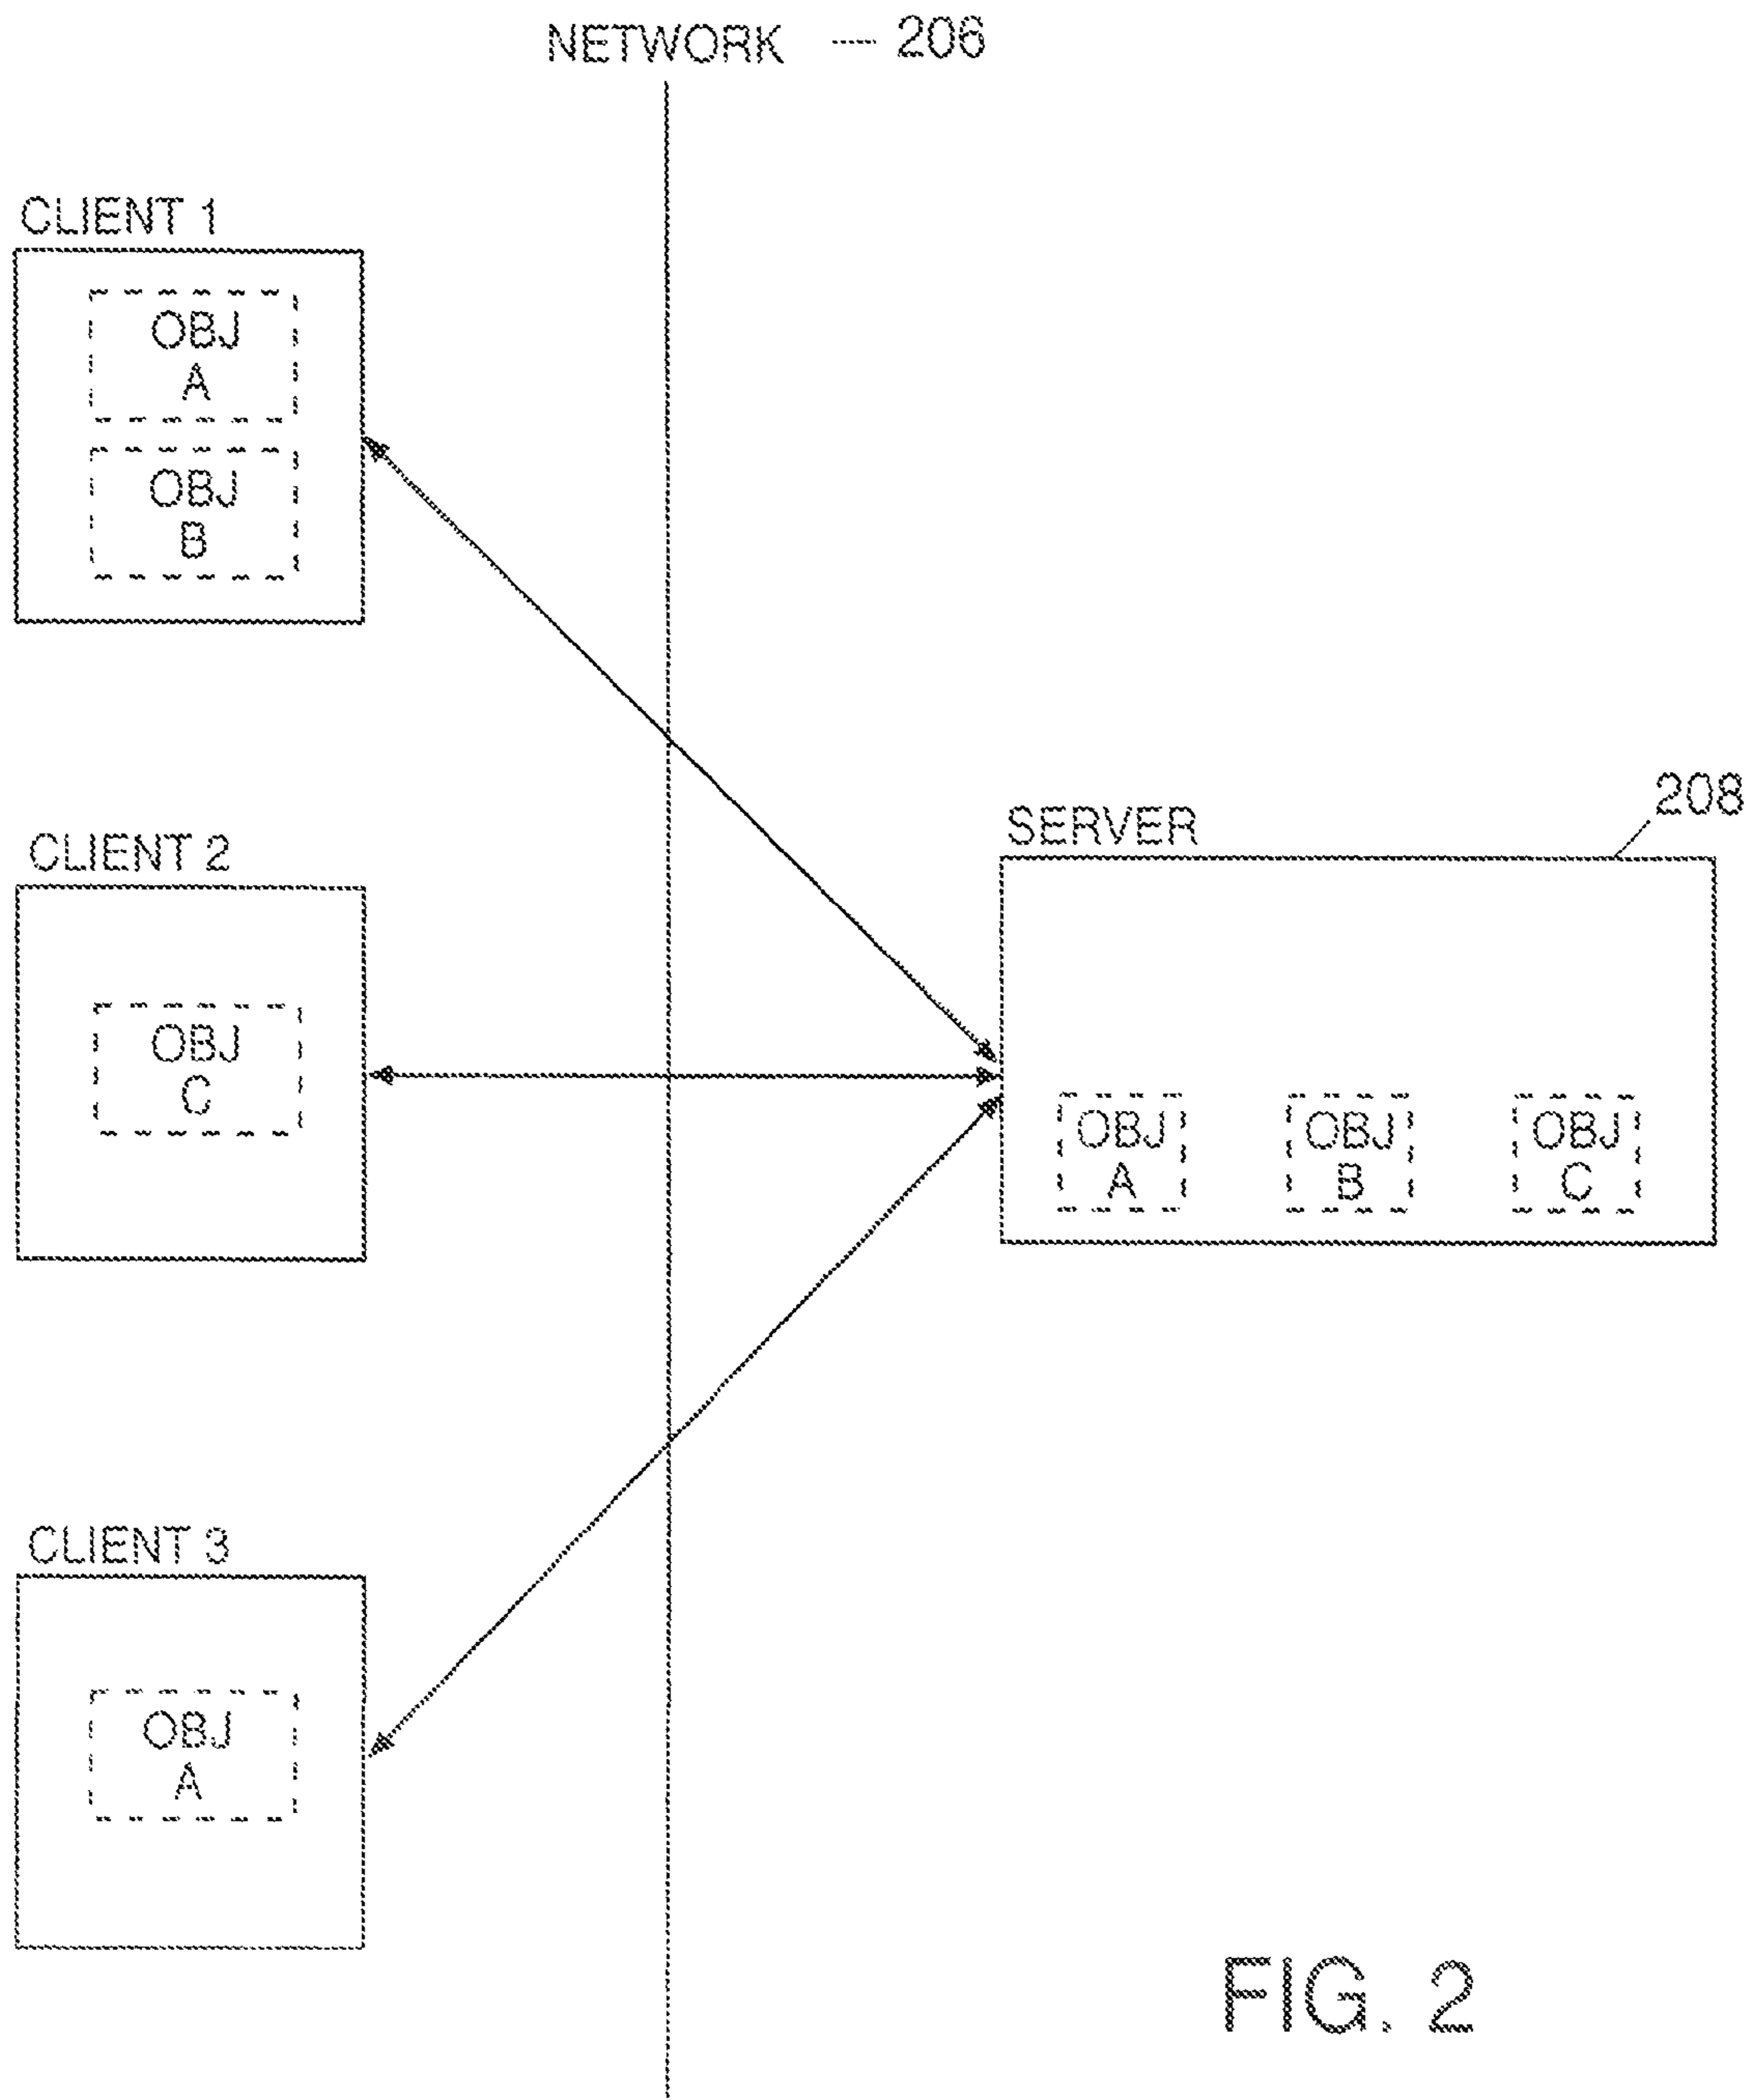 NETWORK — 206
CLIENT 1
OBJ
A
OBJ
B
CLIENT 2
OBJ
C
SERVER
208
OBJ
A
OBJ
B
OBJ
C
CLIENT 3
OBJ
A
FIG. 2